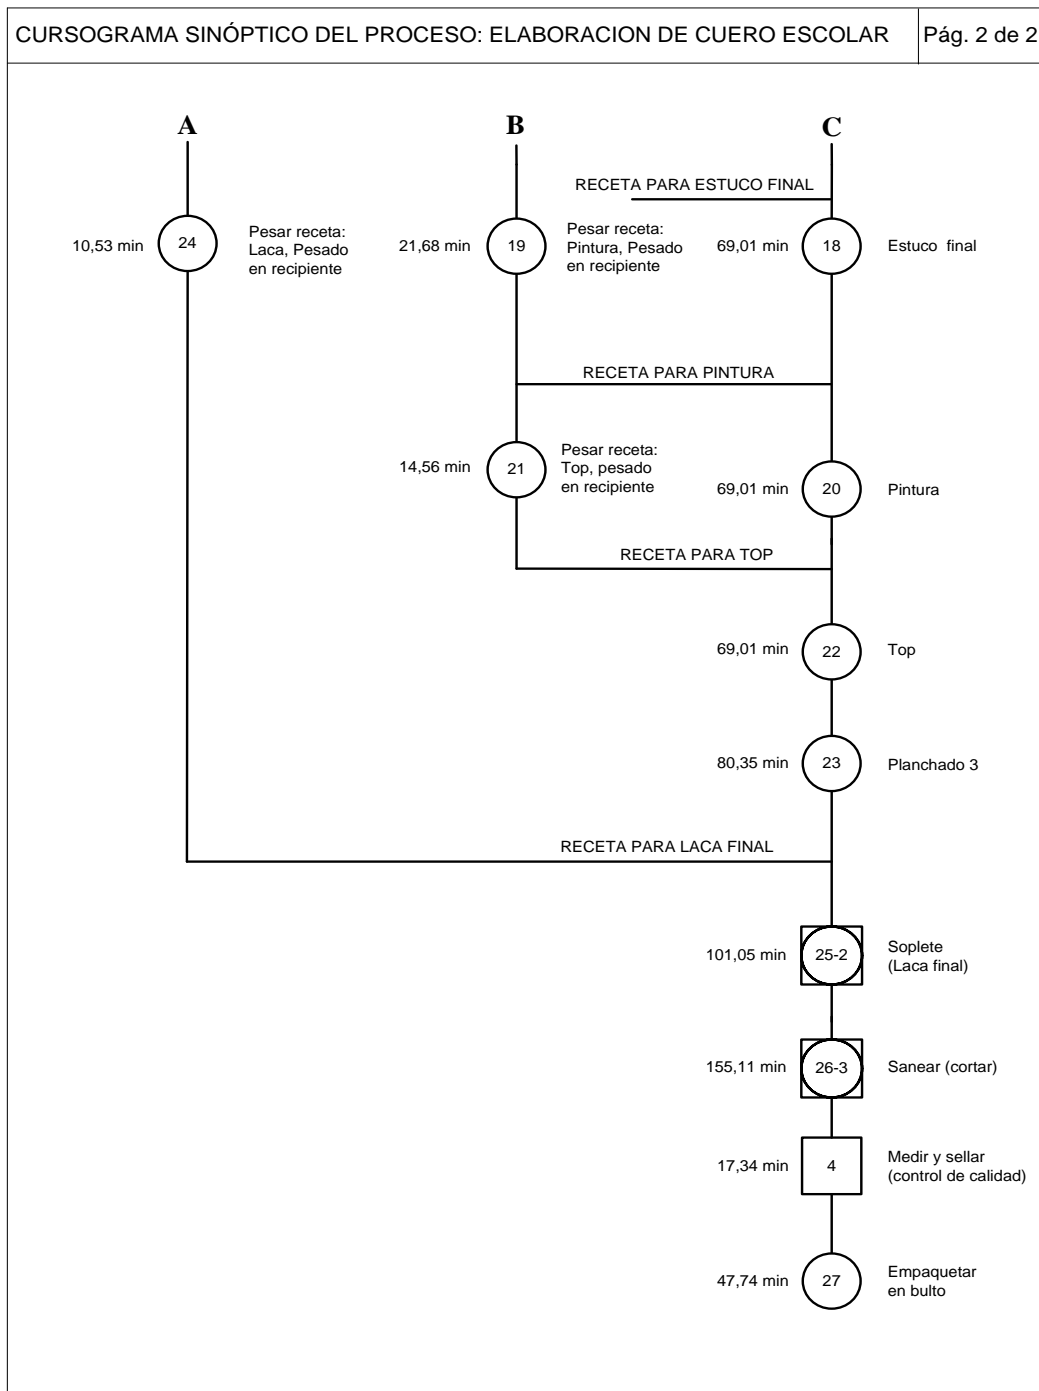 CURSOGRAMA SINÓPTICO DEL PROCESO: ELABORACION DE CUERO ESCOLAR
Pág. 2 de 2
A
B
C
RECETA PARA ESTUCO FINAL
10,53 min
24
Pesar receta:
Laca, Pesado
en recipiente
21,68 min
19
Pesar receta:
Pintura, Pesado
en recipiente
69,01 min
18
Estuco final
RECETA PARA PINTURA
14,56 min
21
Pesar receta:
Top, pesado
en recipiente
69,01 min
20
Pintura
RECETA PARA TOP
69,01 min
22
Top
80,35 min
23
Planchado 3
RECETA PARA LACA FINAL
101,05 min
25-2
Soplete
(Laca final)
155,11 min
26-3
Sanear (cortar)
17,34 min
4
Medir y sellar
(control de calidad)
47,74 min
27
Empaquetar
en bulto